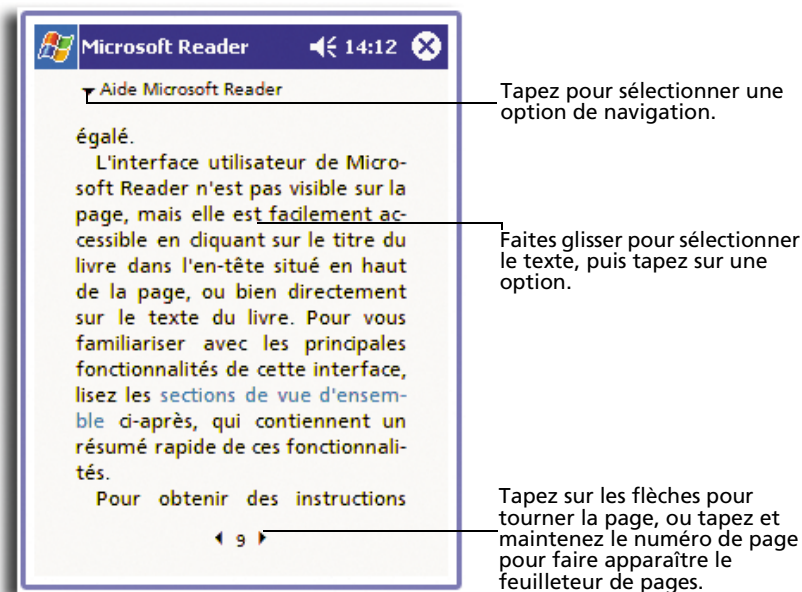 Microsoft Reader 14:12
Aide Microsoft Reader
égalé.
L'interface utilisateur de Micro-
soft Reader n'est pas visible sur la
page, mais elle est facilement ac-
cessible en cliquant sur le titre du
livre dans l'en-tête situé en haut
de la page, ou bien directement
sur le texte du livre. Pour vous
familiariser avec les principales
fonctionnalités de cette interface,
lisez les sections de vue d'ensem-
ble ci-après, qui contiennent un
résumé rapide de ces fonctionnali-
tés.
Pour obtenir des instructions
9
Tapez pour sélectionner une
option de navigation.
Faites glisser pour sélectionner
le texte, puis tapez sur une
option.
Tapez sur les flèches pour
tourner la page, ou tapez et
maintenez le numéro de page
pour faire apparaître le
feuilleteur de pages.